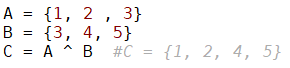 A = {1, 2 , 3}
B = {3, 4, 5}
C = A ^ B  #C = {1, 2, 4, 5}